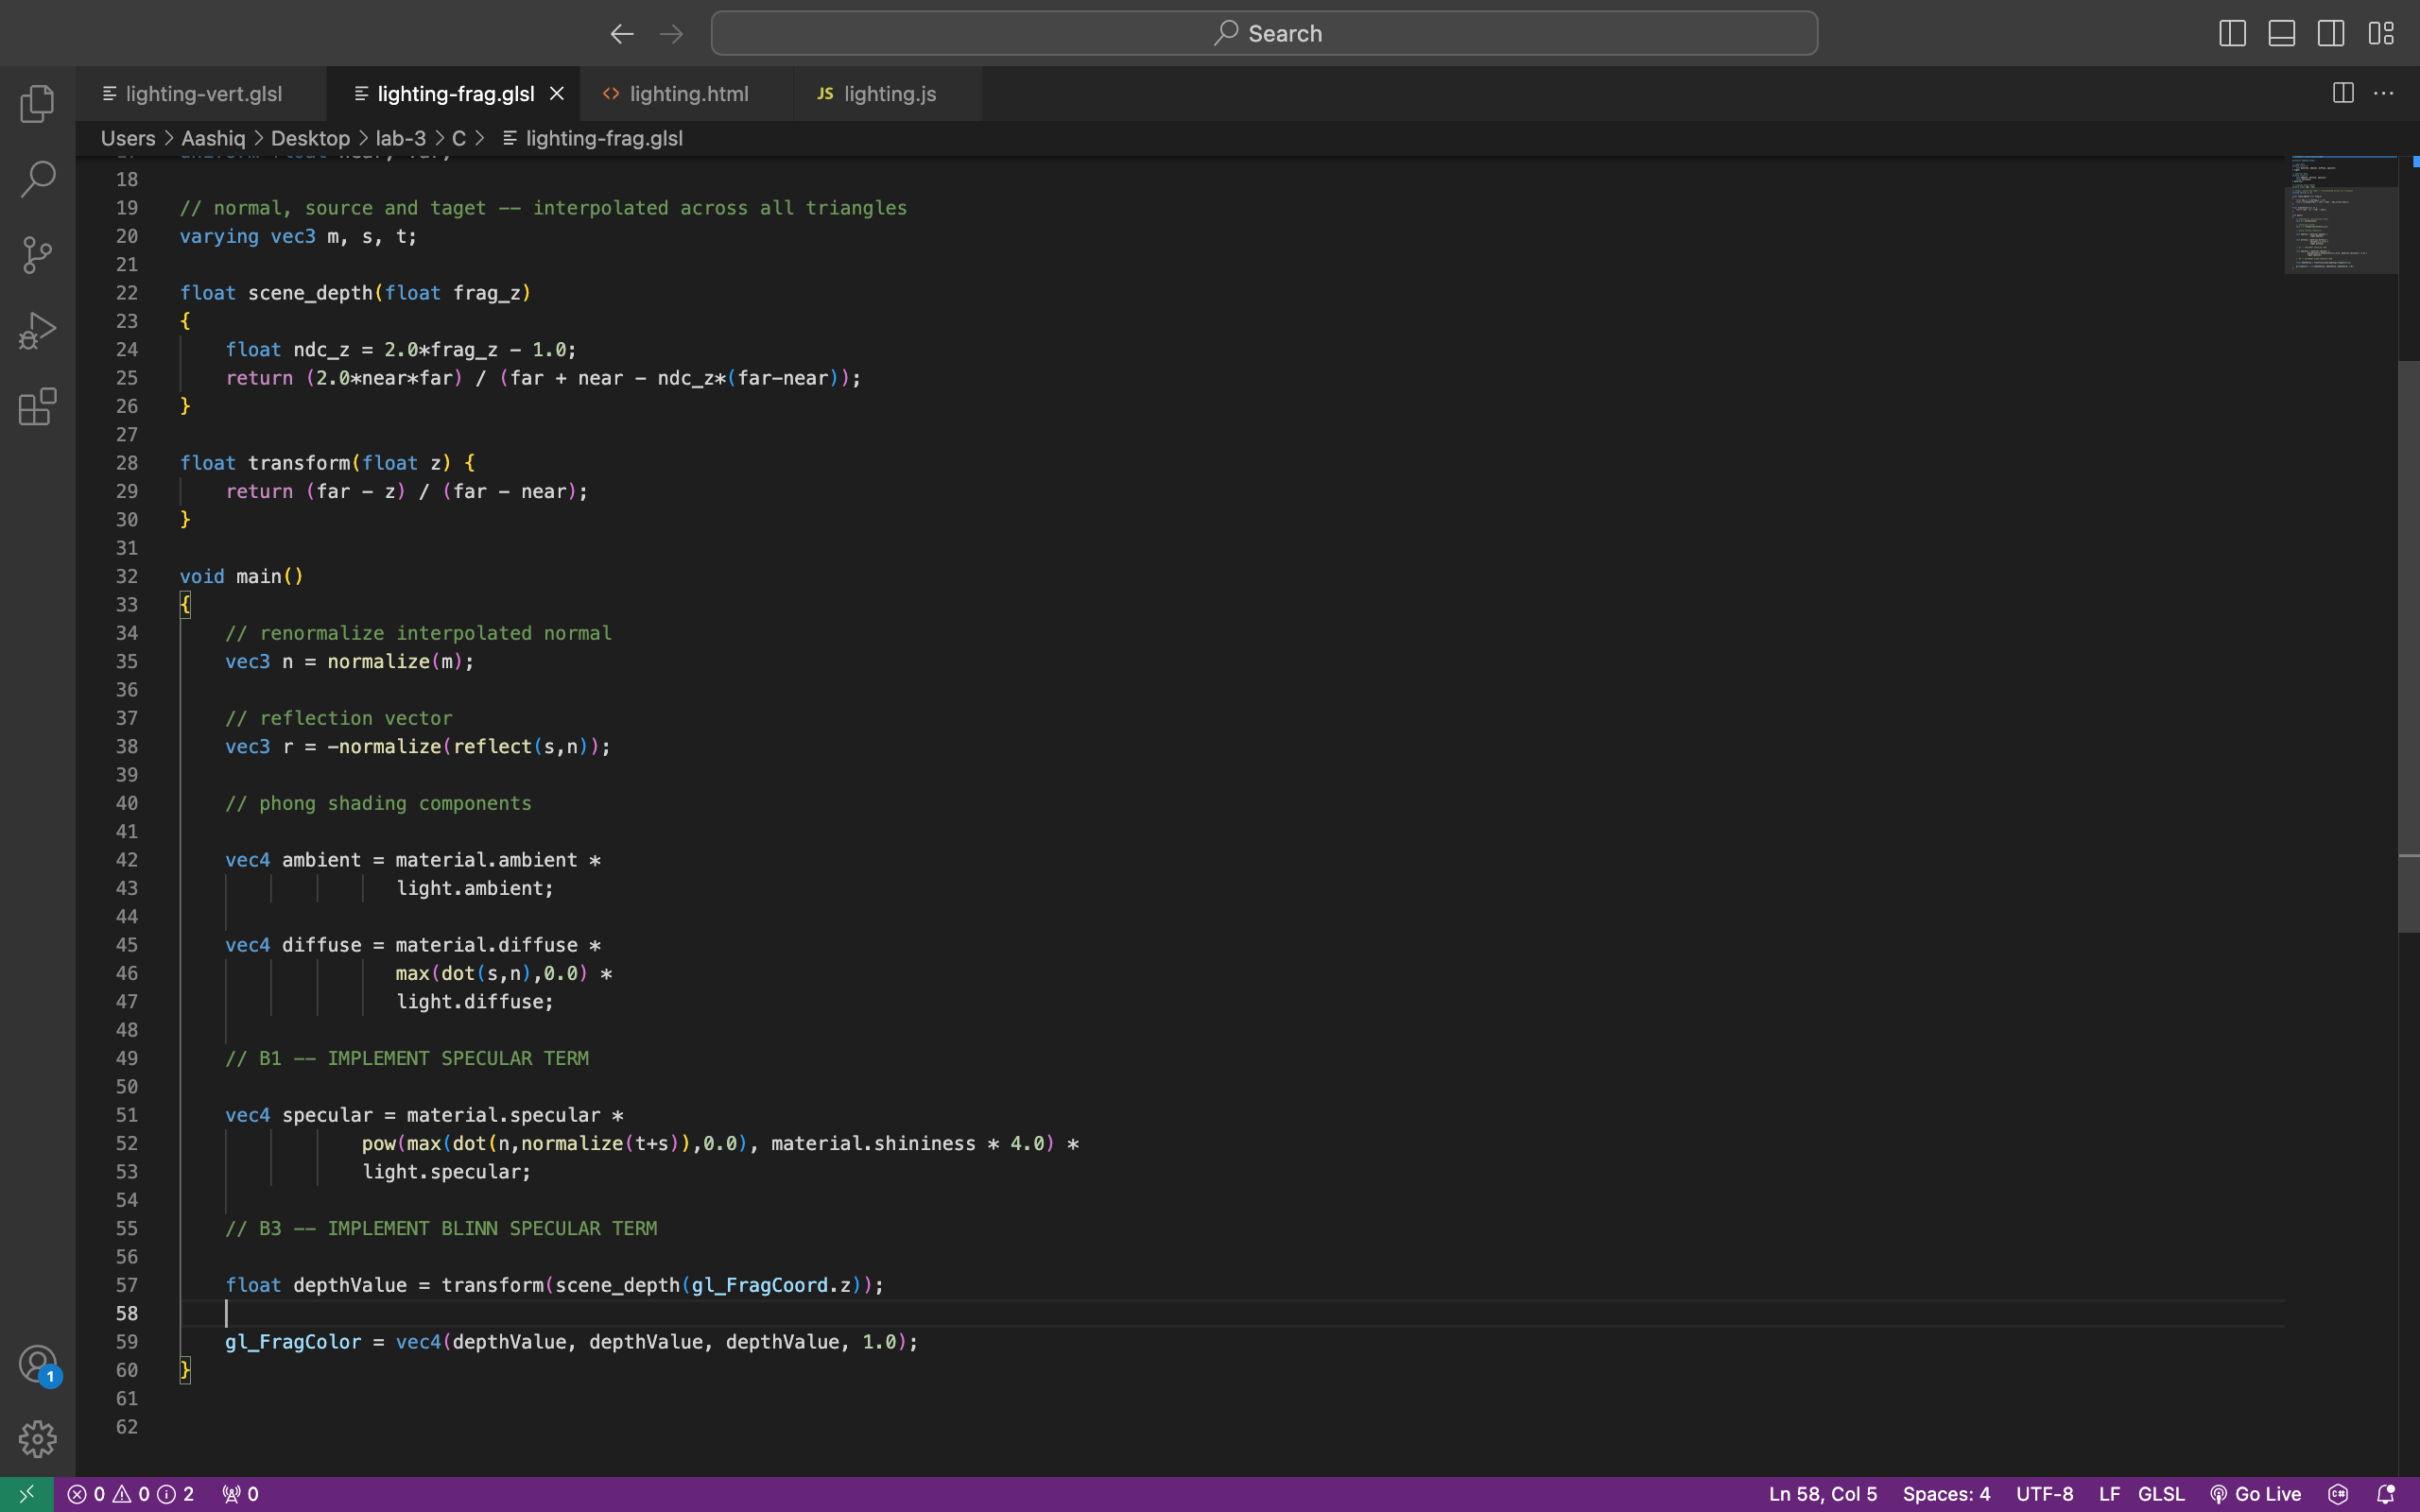 Search
lighting-vert.glsl
lighting-frag.glsl
lighting.html
JS lighting.js
Users > Aashiq > Desktop > lab-3 > C > lighting-frag.glsl
18
19 // normal, source and taget -- interpolated across all triangles
20 varying vec3 m, s, t;
21
22 float scene_depth(float frag_z)
23 {
24 float ndc_z = 2.0*frag_z - 1.0;
25 return (2.0*near*far) / (far + near - ndc_z*(far-near));
26 }
27
28 float transform(float z) {
29 return (far - z) / (far - near);
30 }
31
32 void main()
33 {
34 // renormalize interpolated normal
35 vec3 n = normalize(m);
36
37 // reflection vector
38 vec3 r = -normalize(reflect(s,n));
39
40 // phong shading components
41
42 vec4 ambient = material.ambient *
43 light.ambient;
44
45 vec4 diffuse = material.diffuse *
46 max(dot(s,n),0.0) *
47 light.diffuse;
48
49 // B1 -- IMPLEMENT SPECULAR TERM
50
51 vec4 specular = material.specular *
52 pow(max(dot(n,normalize(t+s)),0.0), material.shininess * 4.0) *
53 light.specular;
54
55 // B3 -- IMPLEMENT BLINN SPECULAR TERM
56
57 float depthValue = transform(scene_depth(gl_FragCoord.z));
58
59 gl_FragColor = vec4(depthValue, depthValue, depthValue, 1.0);
60 }
61
62
1
0 0 2 0
Ln 58, Col 5 Spaces: 4 UTF-8 LF GLSL Go Live